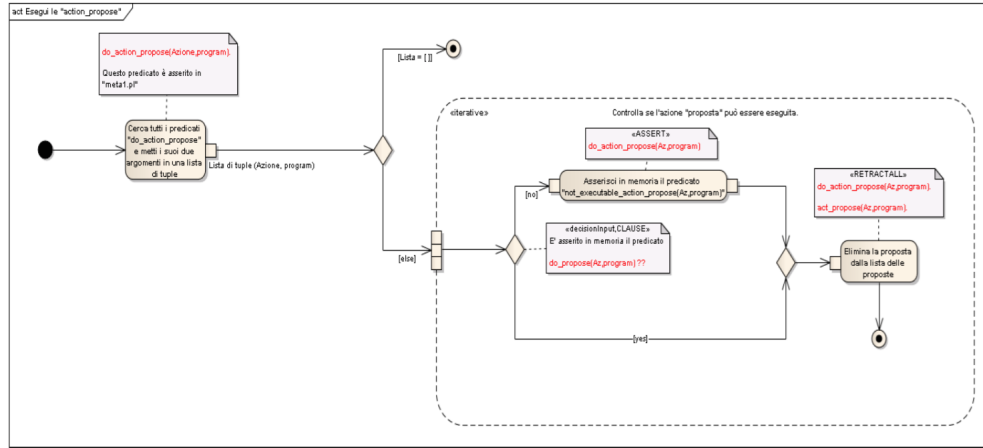 act Esegui le "action_propose"
do_action_propose(Azione,program).
Questo predicato è asserito in
"meta1.pl"
Cerca tutti i predicati
"do_action_propose"
e metti i suoi due
argomenti in una lista
di tuple
Lista di tuple (Azione, program)
[Lista = [ ]]
[else]
«iterative»
Controlla se l'azione "proposta" può essere eseguita.
«ASSERT»
do_action_propose(Az,program)
Asserisci in memoria il predicato
"not_executable_action_propose(Az,program)"
[no]
«decisionInput,CLAUSE»
E' asserito in memoria il predicato
do_propose(Az,program) ??
[yes]
«RETRACTALL»
do_action_propose(Az,program).
act_propose(Az,program).
Elimina la proposta
dalla lista delle
proposte